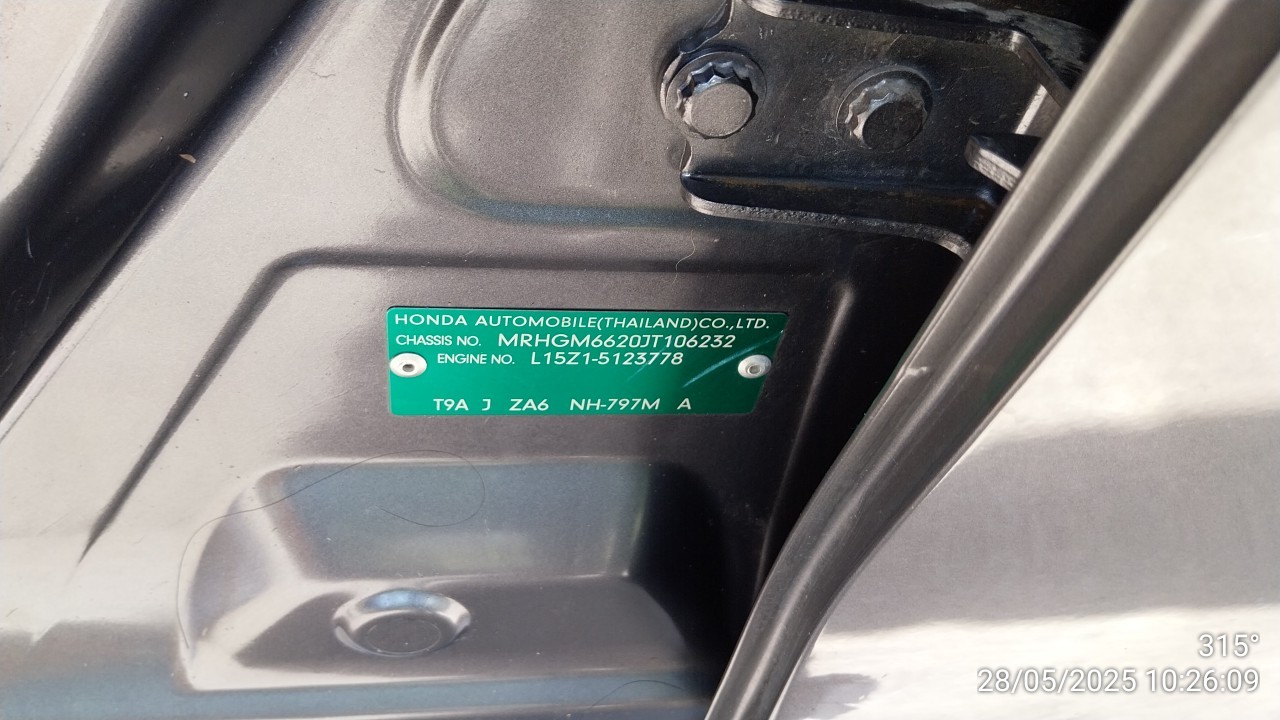 HONDA AUTOMOBILE(THAILAND)CO.,LTD.
CHASSIS NO. MRHGM6620JT106232
ENGINE NO. L15Z1-5123778
T9A J ZA6 NH-797M A
315°
28/05/2025 10:26:09